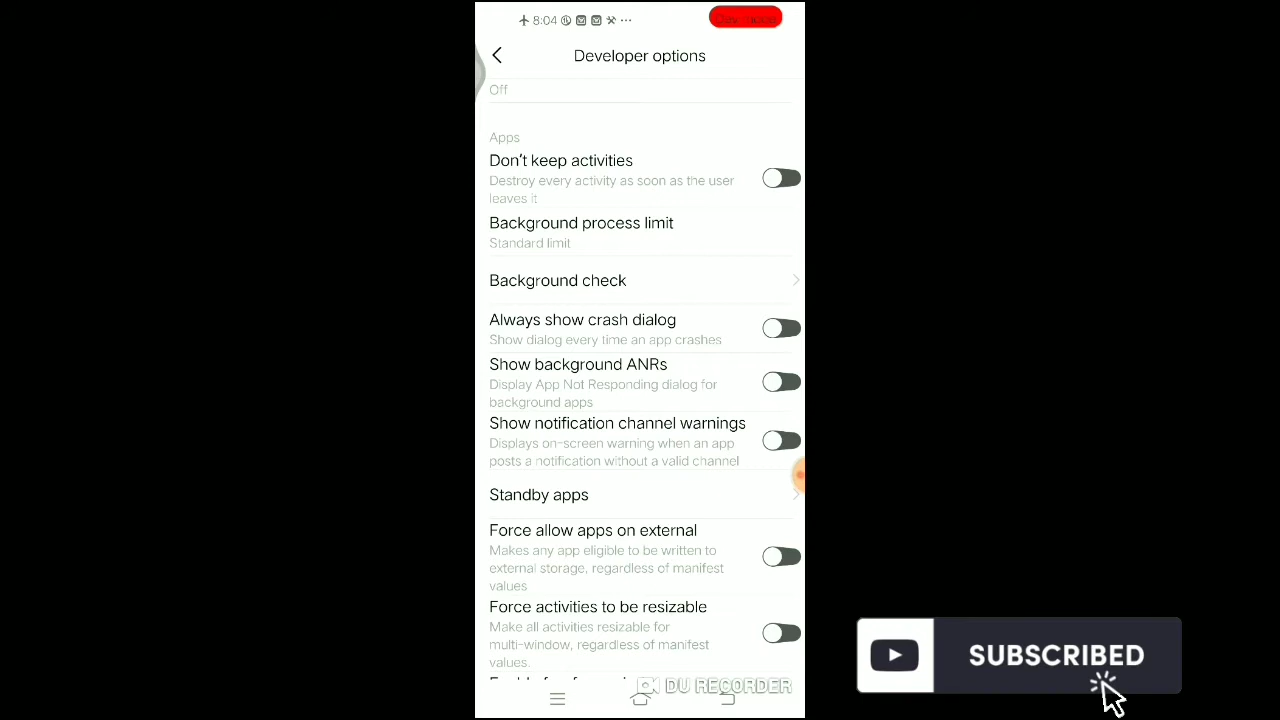 8:04
Developer options
Off
Apps
Don't keep activities
Destroy every activity as soon as the user
leaves it
Background process limit
Standard limit
Background check
Always show crash dialog
Show dialog every time an app crashes
Show background ANRs
Display App Not Responding dialog for
background apps
Show notification channel warnings
Displays on-screen warning when an app
posts a notification without a valid channel
Standby apps
Force allow apps on external
Makes any app eligible to be written to
external storage, regardless of manifest
values
Force activities to be resizable
Make all activities resizable for
multi-window, regardless of manifest
values.
DU RECORDER
SUBSCRIBED